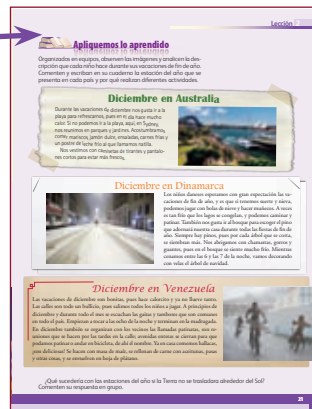 Lección 2
Apliquemos lo aprendido
Organizados en equipos, observen las imágenes y analicen la des-
cripción que cada niño hace durante sus vacaciones de fin de año.
Comenten y escriban en su cuaderno la estación del año que se
presenta en cada país y por qué realizan diferentes actividades.
Diciembre en Australia
Durante las vacaciones de diciembre nos gusta ir a la
playa para refrescarnos, pues en el día hace mucho
calor. Si no podemos ir a la playa, aquí, en Sydney,
nos reunimos en parques y jardines. Acostumbramos
comer mariscos, jamón dulce, ensaladas, carnes frías y
un postre de leche frío al que llamamos natilla.
Nos vestimos con camisetas de tirantes y pantalo-
nes cortos para estar más frescos.
Diciembre en Dinamarca
Los niños daneses esperamos con gran expectación las va-
caciones de fin de año, y es que si tenemos suerte y nieva,
podemos jugar con bolas de nieve y hacer muñecos. A veces
es tan frío que los lagos se congelan, y podemos caminar y
patinar. También nos gusta ir al bosque para escoger el pino
que adornará nuestra casa durante todas las fiestas de fin de
año. Siempre hay pinos, pues por cada árbol que se corta,
se siembran más. Nos abrigamos con chamarras, gorros y
guantes, pues en el bosque se siente mucho frío. Mientras
cenamos entre las 6 y las 7 de la noche, vamos decorando
con velas el árbol de navidad.
Diciembre en Venezuela
Las vacaciones de diciembre son bonitas, pues hace calorcito y ya no llueve tanto.
Las calles son todo un bullicio, pues salimos todos los niños a jugar. A principios de
diciembre y durante todo el mes se escuchan las gaitas y tambores que son comunes
en todo el país. Empiezan a tocar a las ocho de la noche y terminan en la madrugada.
En diciembre también se organizan con los vecinos las llamadas patinatas, son re-
uniones que se hacen por las tardes en la calle; avenidas enteras se cierran para que
podamos patinar o andar en bicicleta, de ahí el nombre. Ya en casa comemos hallacas,
¡son deliciosas! Se hacen con masa de maíz, se rellenan de carne con aceitunas, pasas
y otras cosas, y se envuelven en hoja de plátano.
¿Qué sucedería con las estaciones del año si la Tierra no se trasladara alrededor del Sol?
Comenten su respuesta en grupo.